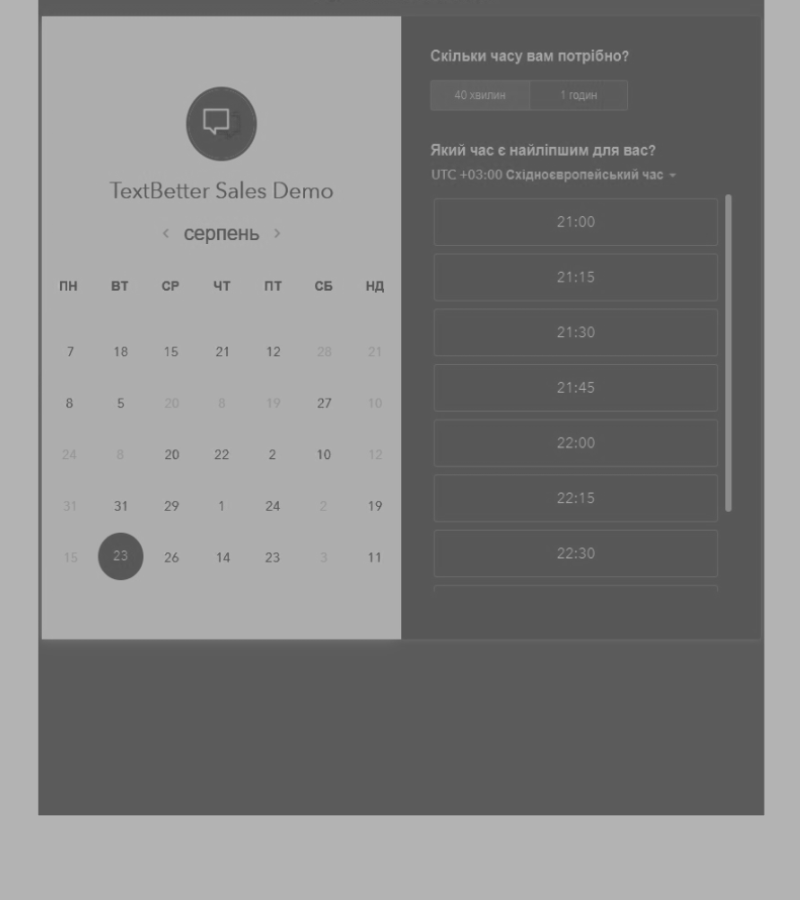 TextBetter Sales Demo
‹ серпень ›
ПН ВТ СР ЧТ ПТ СБ НД
7 18 15 21 12 28 21
8 5 20 8 19 27 10
24 8 20 22 2 10 12
31 31 29 1 24 2 19
15 23 26 14 23 3 11
Скільки часу вам потрібно?
40 хвилин 1 годин
Який час є найліпшим для вас?
UTC +03:00 Східноєвропейський час
21:00
21:15
21:30
21:45
22:00
22:15
22:30